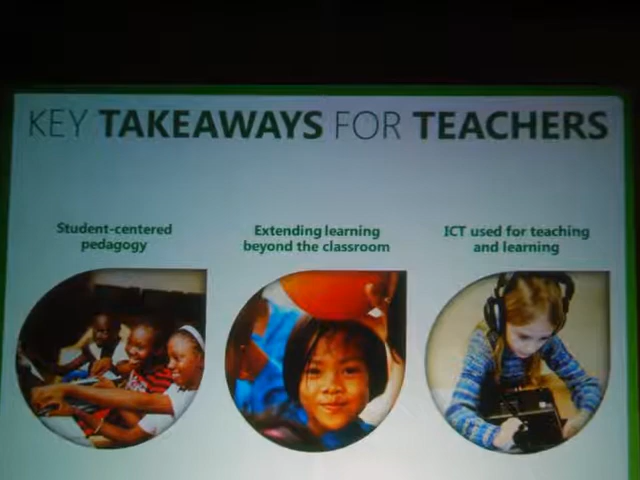 KEY TAKEAWAYS FOR TEACHERS
Student-centered
pedagogy
Extending learning
beyond the classroom
ICT used for teaching
and learning